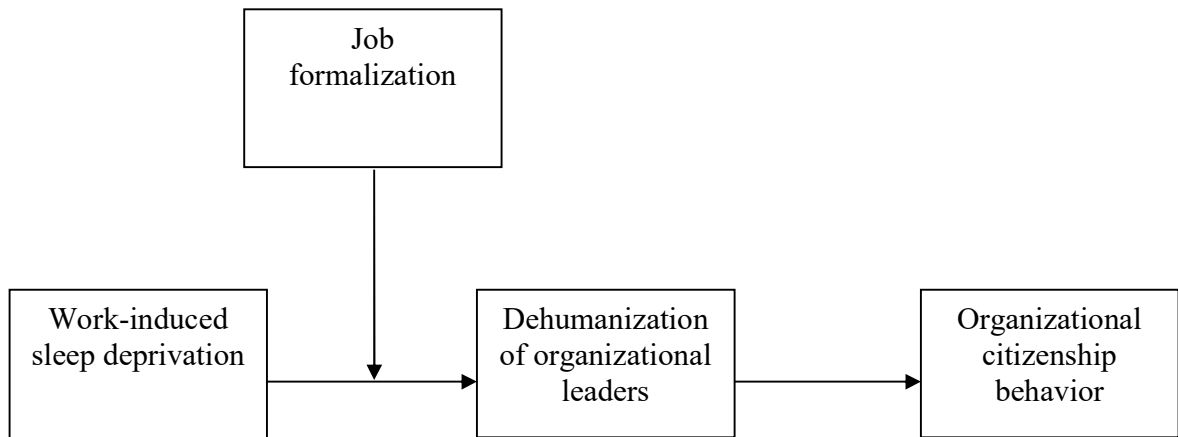 Job
formalization
Work-induced
sleep deprivation
Dehumanization
of organizational
leaders
Organizational
citizenship
behavior